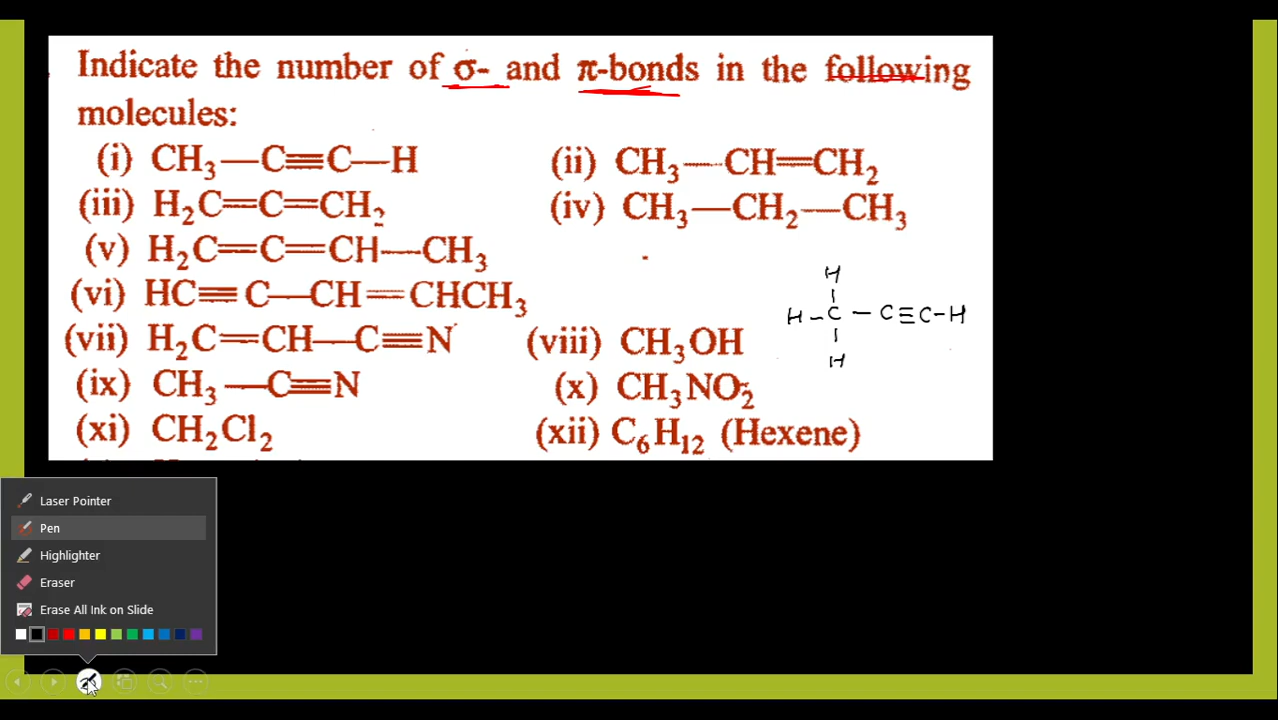 Indicate the number of σ- and π-bonds in the following
molecules:
(i) CH₃—C≡C—H (ii) CH₃—CH=CH₂
(iii) H₂C=C=CH₂ (iv) CH₃—CH₂—CH₃
(v) H₂C=C=CH—CH₃
(vi) HC≡C—CH=CHCH₃
(vii) H₂C=CH—C≡N (viii) CH₃OH
(ix) CH₃—C≡N (x) CH₃NO₂
(xi) CH₂Cl₂ (xii) C₆H₁₂ (Hexene)
H
H–C–C≡C–H
H
Laser Pointer
Pen
Highlighter
Eraser
Erase All Ink on Slide